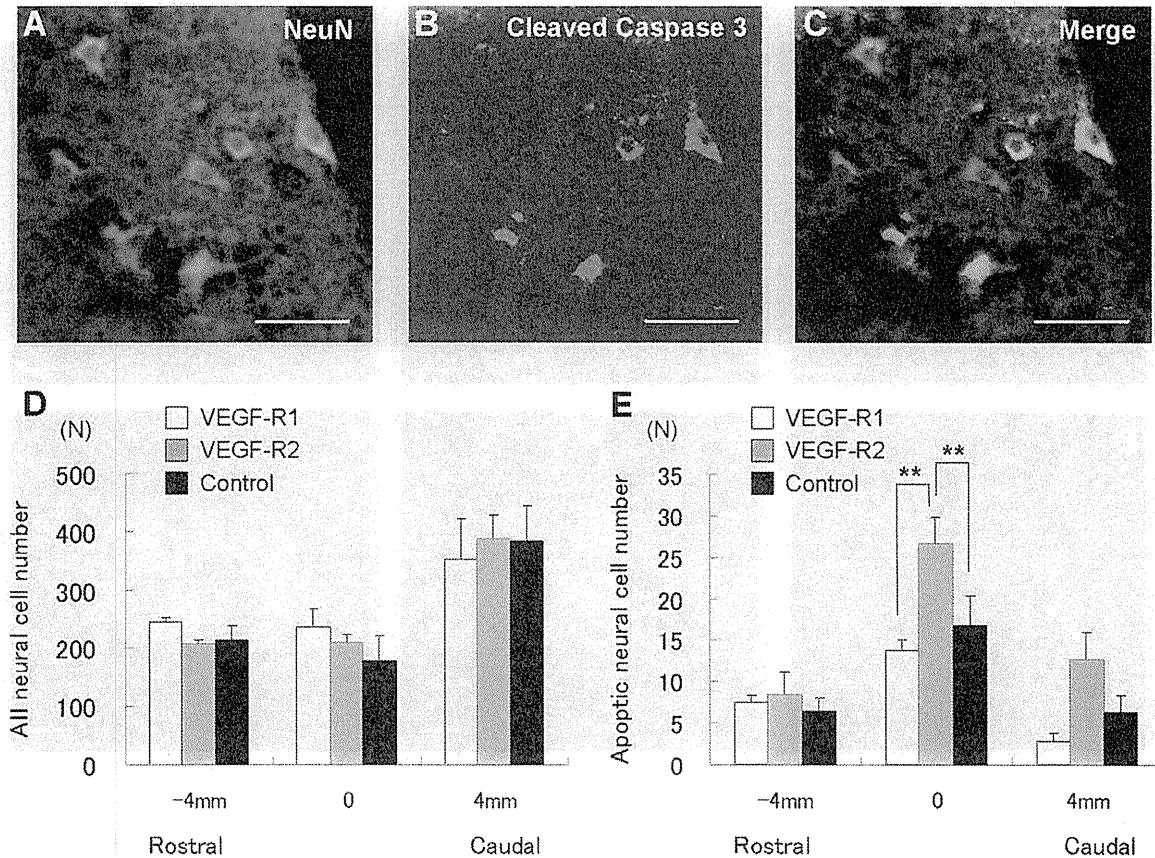 A NeuN
B Cleaved Caspase 3
C Merge
D
(N)
VEGF-R1
VEGF-R2
Control
All neural cell number
500
400
300
200
100
0
-4mm
0
4mm
Rostral
Caudal
E
(N)
VEGF-R1
VEGF-R2
Control
Apoptic neural cell number
35
30
25
20
15
10
5
0
**
**
-4mm
0
4mm
Rostral
Caudal